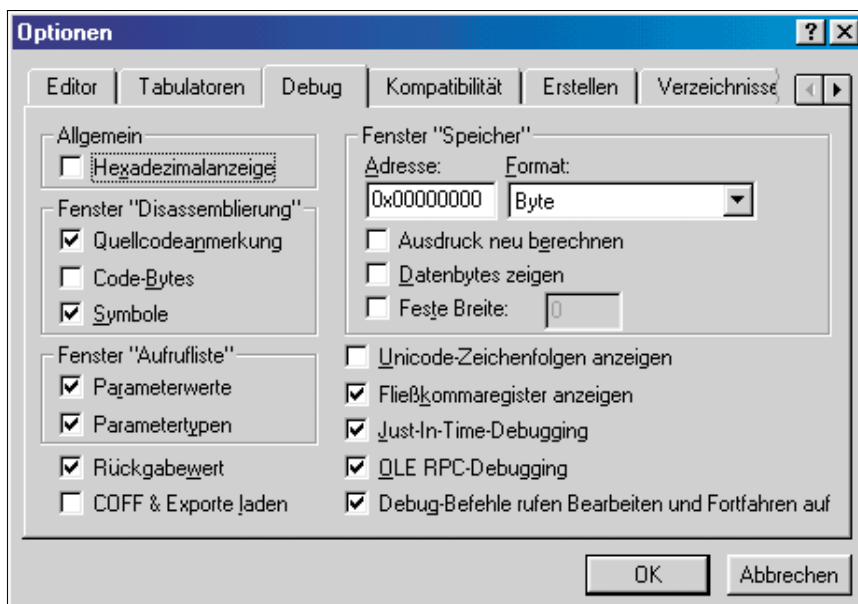 Optionen
Editor
Tabulatoren
Debug
Kompatibilität
Erstellen
Verzeichnisse
Allgemein
Hexadezimalanzeige
Fenster "Disassemblierung"
Quellcodeanmerkung
Code-Bytes
Symbole
Fenster "Aufrufliste"
Parameterwerte
Parametertypen
Rückgabewert
COFF & Exporte laden
Fenster "Speicher"
Adresse: Format:
0x00000000 Byte
Ausdruck neu berechnen
Datenbytes zeigen
Feste Breite: 0
Unicode-Zeichenfolgen anzeigen
Fließkommaregister anzeigen
Just-In-Time-Debugging
OLE RPC-Debugging
Debug-Befehle rufen Bearbeiten und Fortfahren auf
OK
Abbrechen